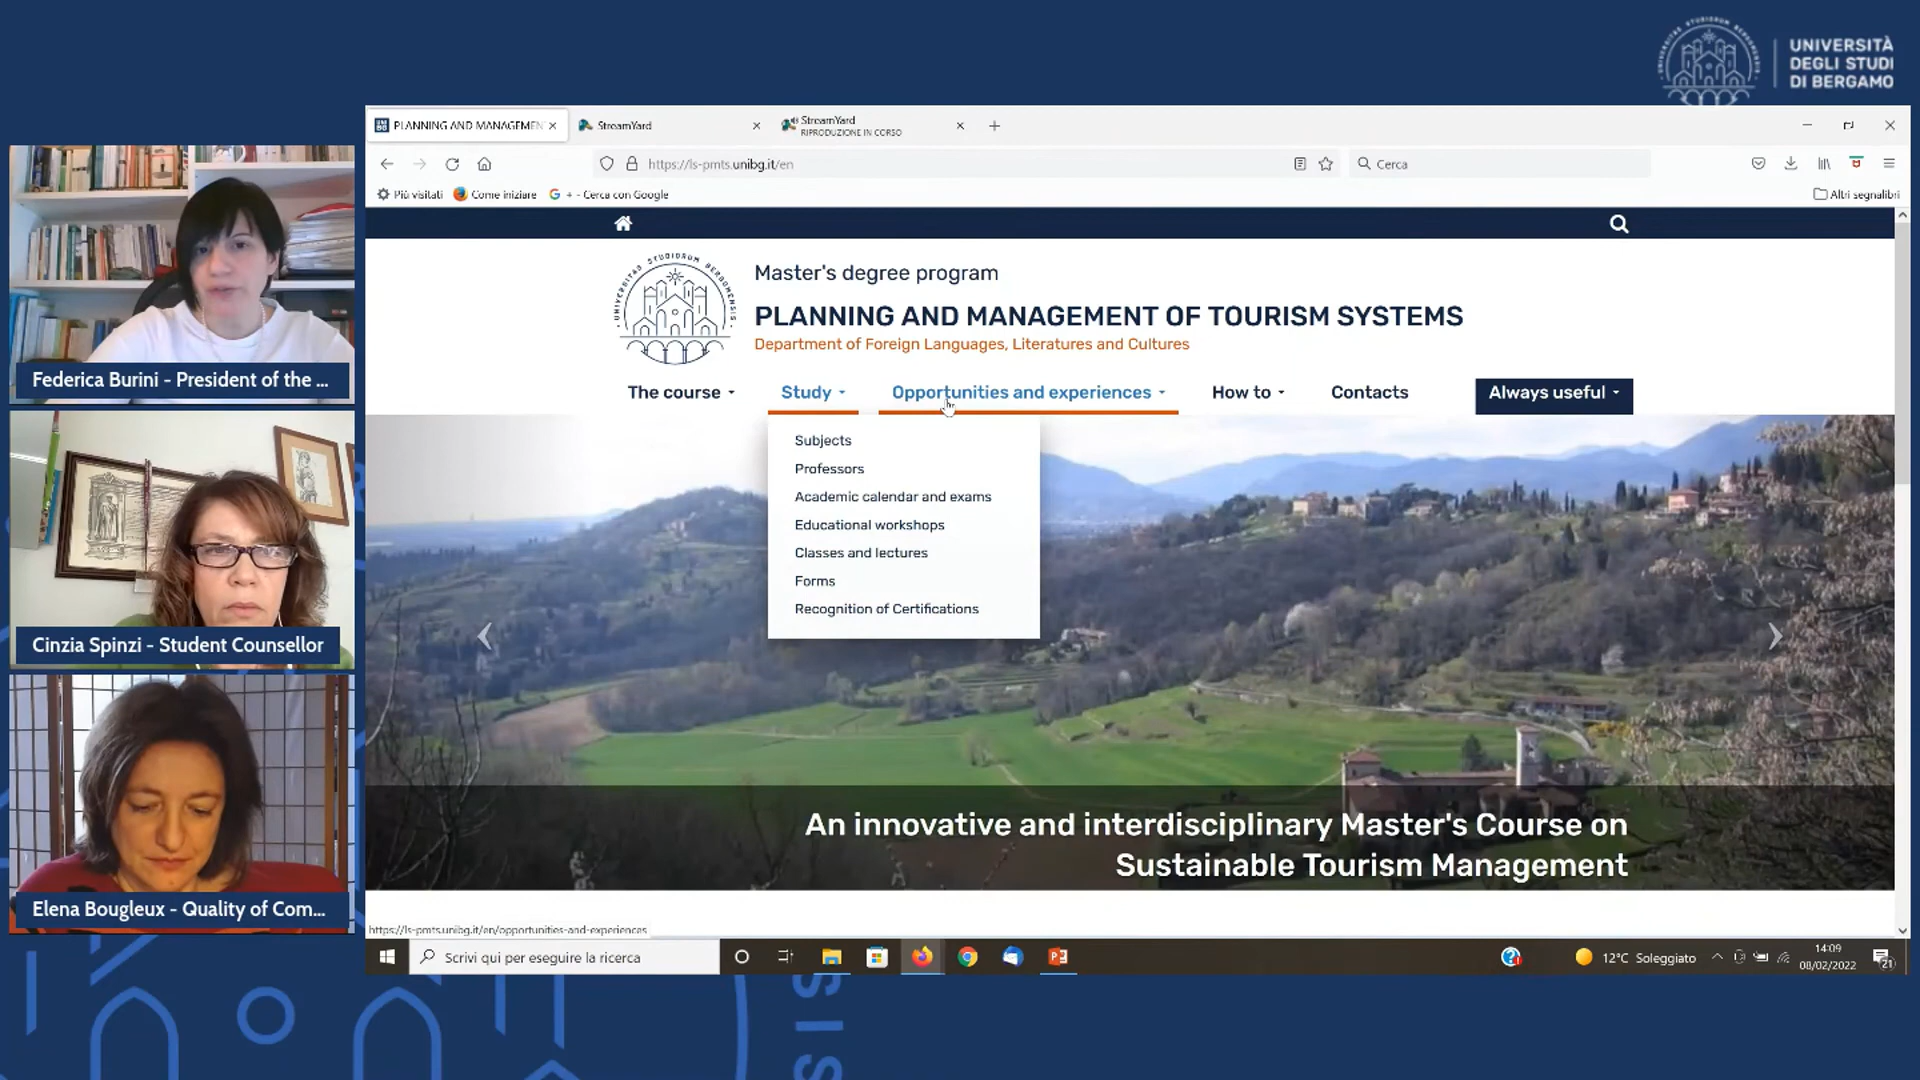 UNIVERSITÀ
DEGLI STUDI
DI BERGAMO
PLANNING AND MANAGEMEN
StreamYard
StreamYard
RIPRODUZIONE IN CORSO
https://ls-pmts.unibg.it/en
Cerca
Più visitati
Come iniziare
+ - Cerca con Google
Altri segnalibri
Master's degree program
PLANNING AND MANAGEMENT OF TOURISM SYSTEMS
Department of Foreign Languages, Literatures and Cultures
The course
Study
Opportunities and experiences
How to
Contacts
Always useful
Subjects
Professors
Academic calendar and exams
Educational workshops
Classes and lectures
Forms
Recognition of Certifications
An innovative and interdisciplinary Master's Course on
Sustainable Tourism Management
https://ls-pmts.unibg.it/en/opportunities-and-experiences
Scrivi qui per eseguire la ricerca
12°C Soleggiato
14:09
08/02/2022
21
Federica Burini - President of the ...
Cinzia Spinzi - Student Counsellor
Elena Bougleux - Quality of Com...
SIS